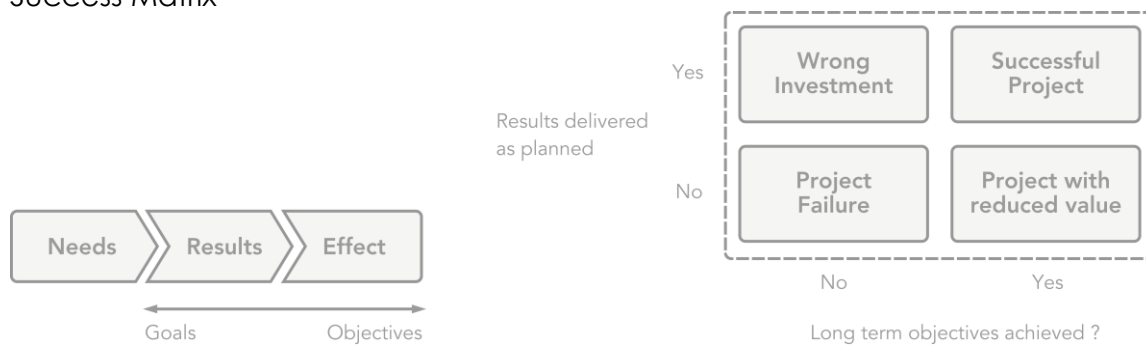 Success Matrix
Yes
Wrong
Investment
Successful
Project
Results delivered
as planned
No
Project
Failure
Project with
reduced value
Needs
Results
Effect
No
Yes
Goals
Objectives
Long term objectives achieved ?